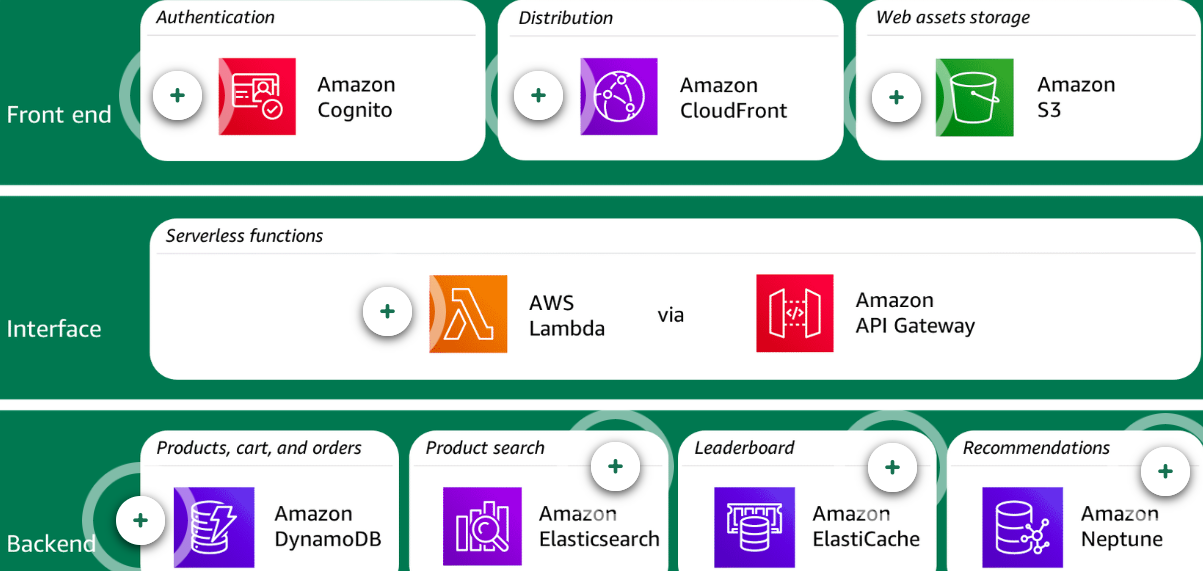 Authentication
Distribution
Web assets storage
Front end
Amazon
Cognito
Amazon
CloudFront
Amazon
S3
Serverless functions
Interface
AWS
Lambda
via
Amazon
API Gateway
Products, cart, and orders
Product search
Leaderboard
Recommendations
Backend
Amazon
DynamoDB
Amazon
Elasticsearch
Amazon
ElastiCache
Amazon
Neptune